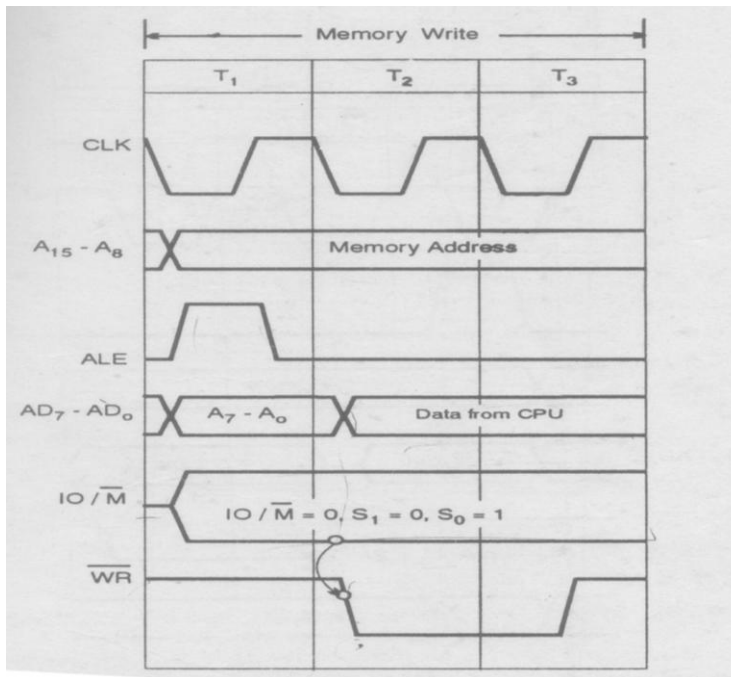 Memory Write
T₁ T₂ T₃
CLK
A₁₅ - A₈ Memory Address
ALE
AD₇ - AD₀ A₇ - A₀ Data from CPU
IO / M̅ IO / M̅ = 0, S₁ = 0, S₀ = 1
W̅R̅